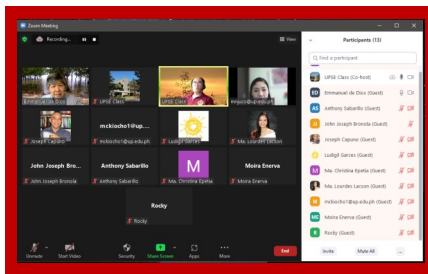 Zoom Meeting
Recording...
View
Emmanuel de Dios
UPSE Class
UPSE Class
Joseph Capuno
mckiocho1@up....
mckiocho1@up.edu.ph
Ludigil Garces
Ma. Lourdes Lacson
John Joseph Bro...
John Joseph Bronola
Anthony Sabarillo
Anthony Sabarillo
M
Ma. Christina Epetia
Moira Enerva
Moira Enerva
Rocky
Rocky
Unmute
Start Video
Security
Share Screen
Apps
More
End
Participants (13)
Find a participant
UPSE Class (Co-host)
ED Emmanuel de Dios (Guest)
AS Anthony Sabarillo (Guest)
JJ John Joseph Bronola (Guest)
Joseph Capuno (Guest)
Ludigil Garces (Guest)
M Ma. Christina Epetia (Guest)
Ma. Lourdes Lacson (Guest)
mckiocho1@up.edu.ph (Guest)
ME Moira Enerva (Guest)
R Rocky (Guest)
Invite
Mute All
...